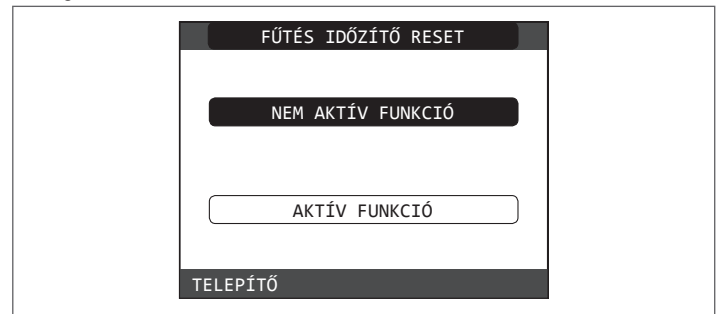 FŰTÉS IDŐZÍTŐ RESET
NEM AKTÍV FUNKCIÓ
AKTÍV FUNKCIÓ
TELEPÍTŐ